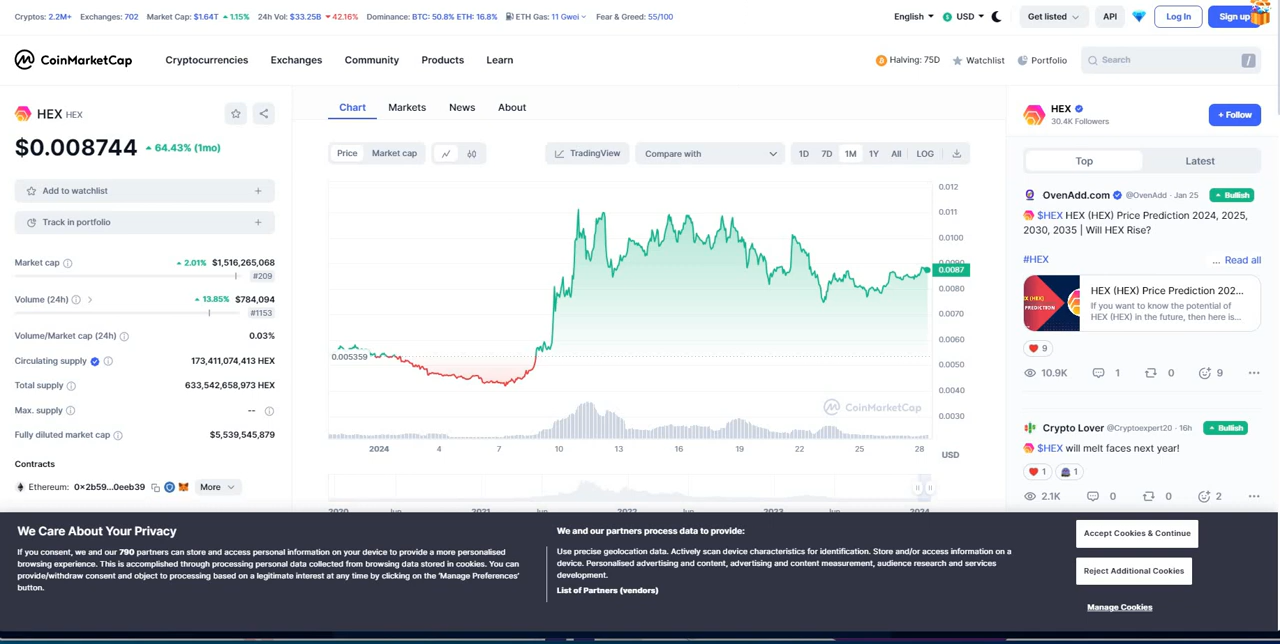 Cryptos: 2.2M+ Exchanges: 702 Market Cap: $1.64T 1.15% 24h Vol: $33.25B 42.16% Dominance: BTC: 50.8% ETH: 16.8% ETH Gas: 11 Gwei Fear & Greed: 55/100
English USD Get listed API Log In Sign up
CoinMarketCap Cryptocurrencies Exchanges Community Products Learn
Halving: 75D Watchlist Portfolio Search /
HEX HEX
$0.008744 64.43% (1mo)
Add to watchlist +
Track in portfolio +
Market cap 2.01% $1,516,265,068
#209
Volume (24h) 13.85% $784,094
#1153
Volume/Market cap (24h) 0.03%
Circulating supply 173,411,074,413 HEX
Total supply 633,542,658,973 HEX
Max. supply --
Fully diluted market cap $5,539,545,879
Contracts
Ethereum: 0x2b59...0eeb39 More
Chart Markets News About
Price Market cap TradingView Compare with 1D 7D 1M 1Y All LOG
0.012
0.011
0.0100
0.0090
0.0087
0.0080
0.0070
0.0060
0.005359
0.0050
0.0040
0.0030
CoinMarketCap
2024 4 7 10 13 16 19 22 25 28
USD
2020 Jun 2021 Jun 2022 Jun 2023 Jun 2024
HEX
30.4K Followers
+ Follow
Top Latest
OvenAdd.com @OvenAdd · Jan 25 Bullish
$HEX HEX (HEX) Price Prediction 2024, 2025,
2030, 2035 | Will HEX Rise?
#HEX ... Read all
(HEX)
PREDICTION
HEX (HEX) Price Prediction 202...
If you want to know the potential of
HEX (HEX) in the future, then here is...
9
10.9K 1 0 9
Crypto Lover @Cryptoexpert20 · 16h Bullish
$HEX will melt faces next year!
1 1
2.1K 0 0 2
We Care About Your Privacy
If you consent, we and our 790 partners can store and access personal information on your device to provide a more personalised
browsing experience. This is accomplished through processing personal data collected from browsing data stored in cookies. You can
provide/withdraw consent and object to processing based on a legitimate interest at any time by clicking on the 'Manage Preferences'
button.
We and our partners process data to provide:
Use precise geolocation data. Actively scan device characteristics for identification. Store and/or access information on a
device. Personalised advertising and content, advertising and content measurement, audience research and services
development.
List of Partners (vendors)
Accept Cookies & Continue
Reject Additional Cookies
Manage Cookies